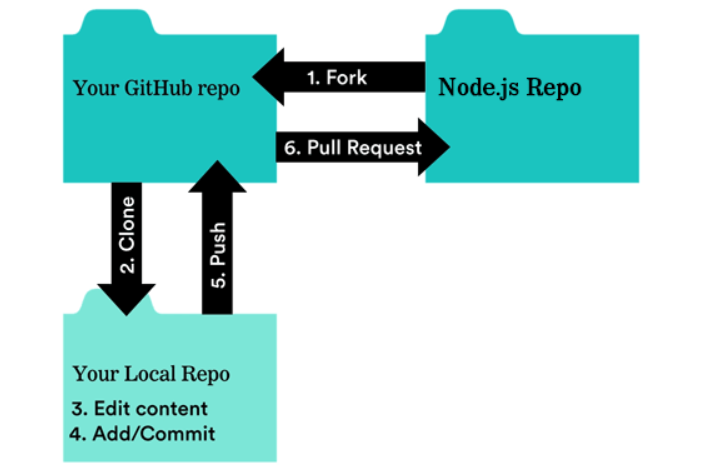 Your GitHub repo
1. Fork
Node.js Repo
6. Pull Request
2. Clone
5. Push
Your Local Repo
3. Edit content
4. Add/Commit